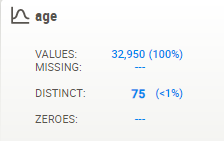 age
VALUES: 32,950 (100%)
MISSING: ---
DISTINCT: 75 (<1%)
ZEROES: ---